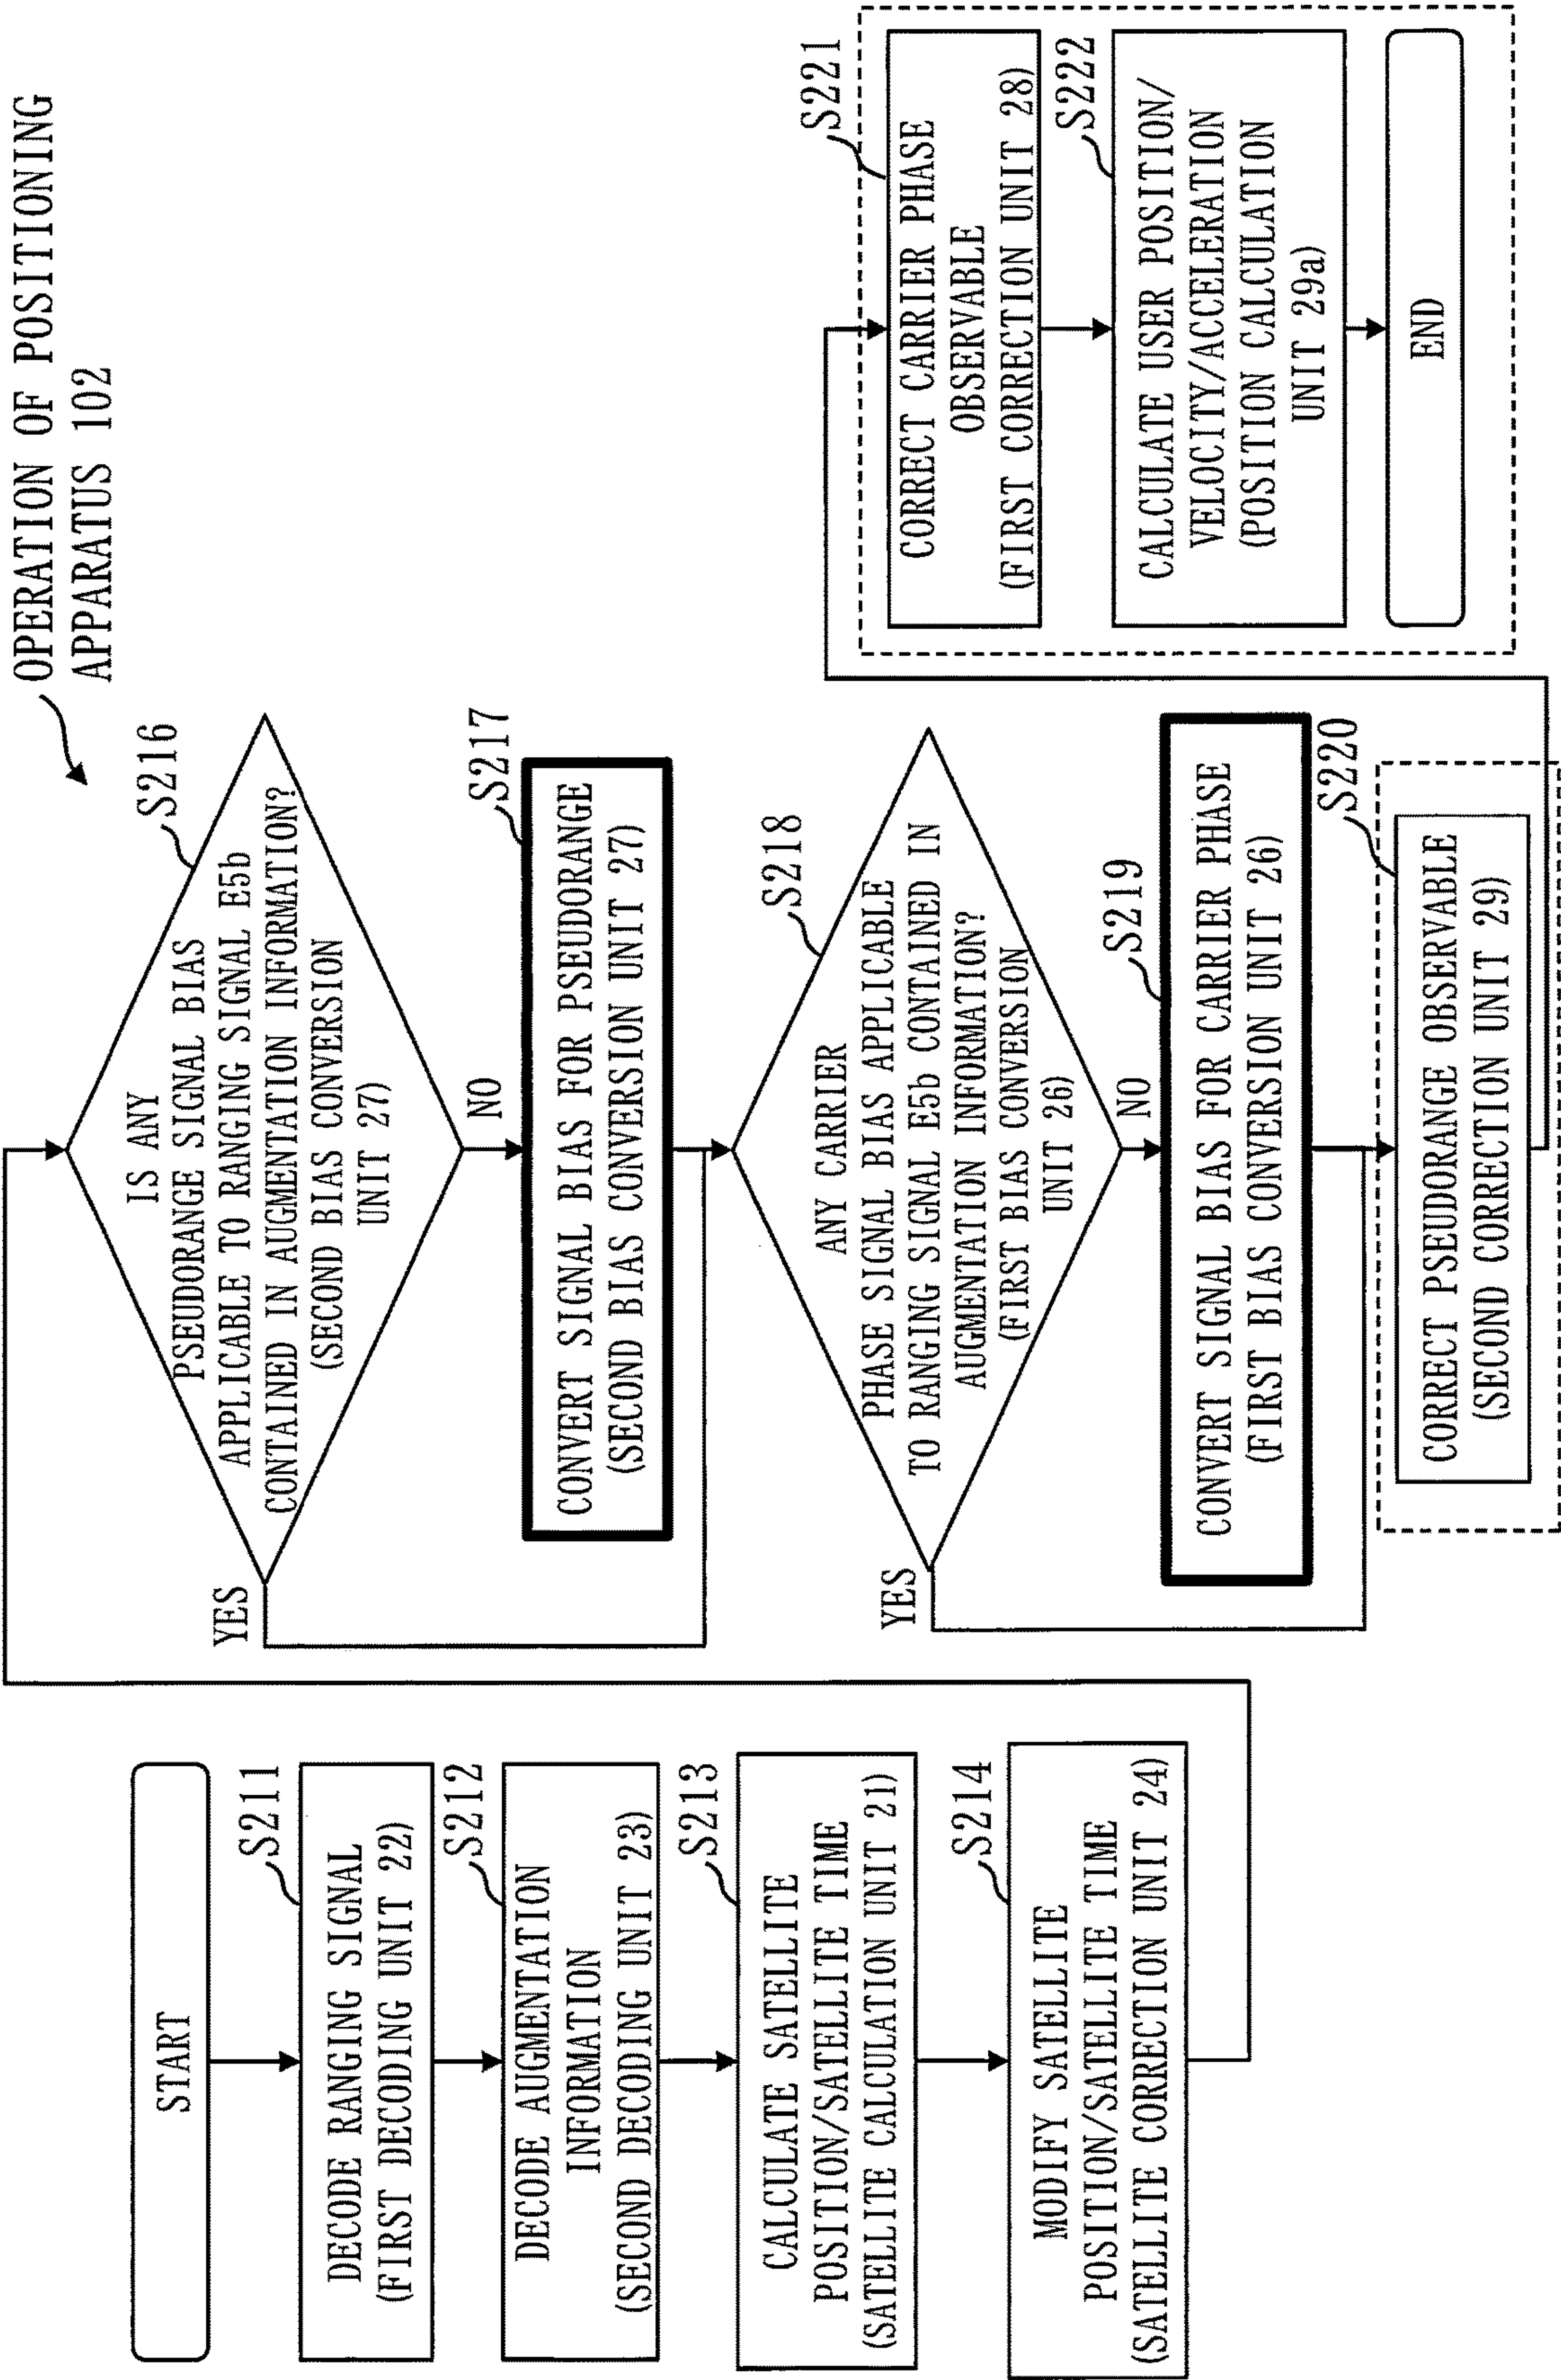 OPERATION OF POSITIONING
APPARATUS 102
START
S211
DECODE RANGING SIGNAL
(FIRST DECODING UNIT 22)
S212
DECODE AUGMENTATION
INFORMATION
(SECOND DECODING UNIT 23)
S213
CALCULATE SATELLITE
POSITION/SATELLITE TIME
(SATELLITE CALCULATION UNIT 21)
S214
MODIFY SATELLITE
POSITION/SATELLITE TIME
(SATELLITE CORRECTION UNIT 24)
S216
IS ANY
PSEUDORANGE SIGNAL BIAS
APPLICABLE TO RANGING SIGNAL E5b
CONTAINED IN AUGMENTATION INFORMATION?
(SECOND BIAS CONVERSION
UNIT 27)
YES
NO
S217
CONVERT SIGNAL BIAS FOR PSEUDORANGE
(SECOND BIAS CONVERSION UNIT 27)
S218
ANY CARRIER
PHASE SIGNAL BIAS APPLICABLE
TO RANGING SIGNAL E5b CONTAINED IN
AUGMENTATION INFORMATION?
(FIRST BIAS CONVERSION
UNIT 26)
YES
NO
S219
CONVERT SIGNAL BIAS FOR CARRIER PHASE
(FIRST BIAS CONVERSION UNIT 26)
S220
CORRECT PSEUDORANGE OBSERVABLE
(SECOND CORRECTION UNIT 29)
S221
CORRECT CARRIER PHASE
OBSERVABLE
(FIRST CORRECTION UNIT 28)
S222
CALCULATE USER POSITION/
VELOCITY/ACCELERATION
(POSITION CALCULATION
UNIT 29a)
END